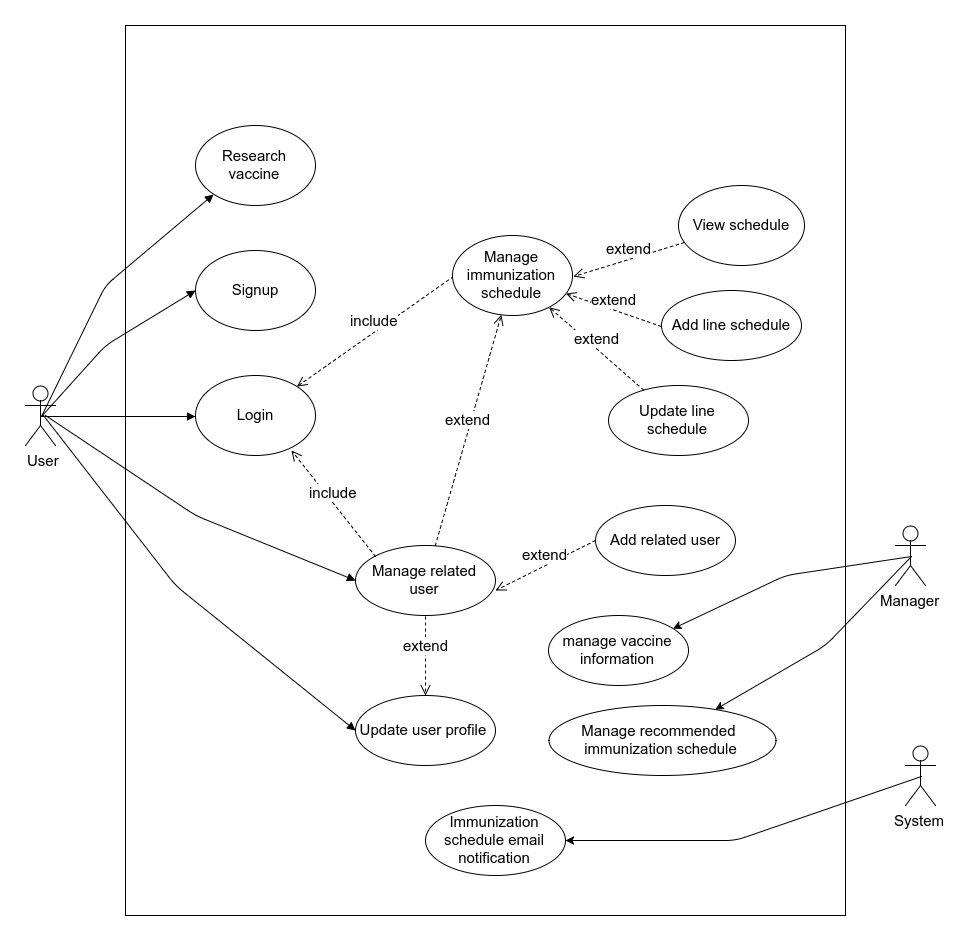 Research
vaccine
Signup
Login
User
Manage
immunization
schedule
View schedule
extend
Add line schedule
extend
extend
Update line
schedule
include
extend
include
Manage related
user
Add related user
extend
extend
Update user profile
manage vaccine
information
Manager
Manage recommended
immunization schedule
System
Immunization
schedule email
notification